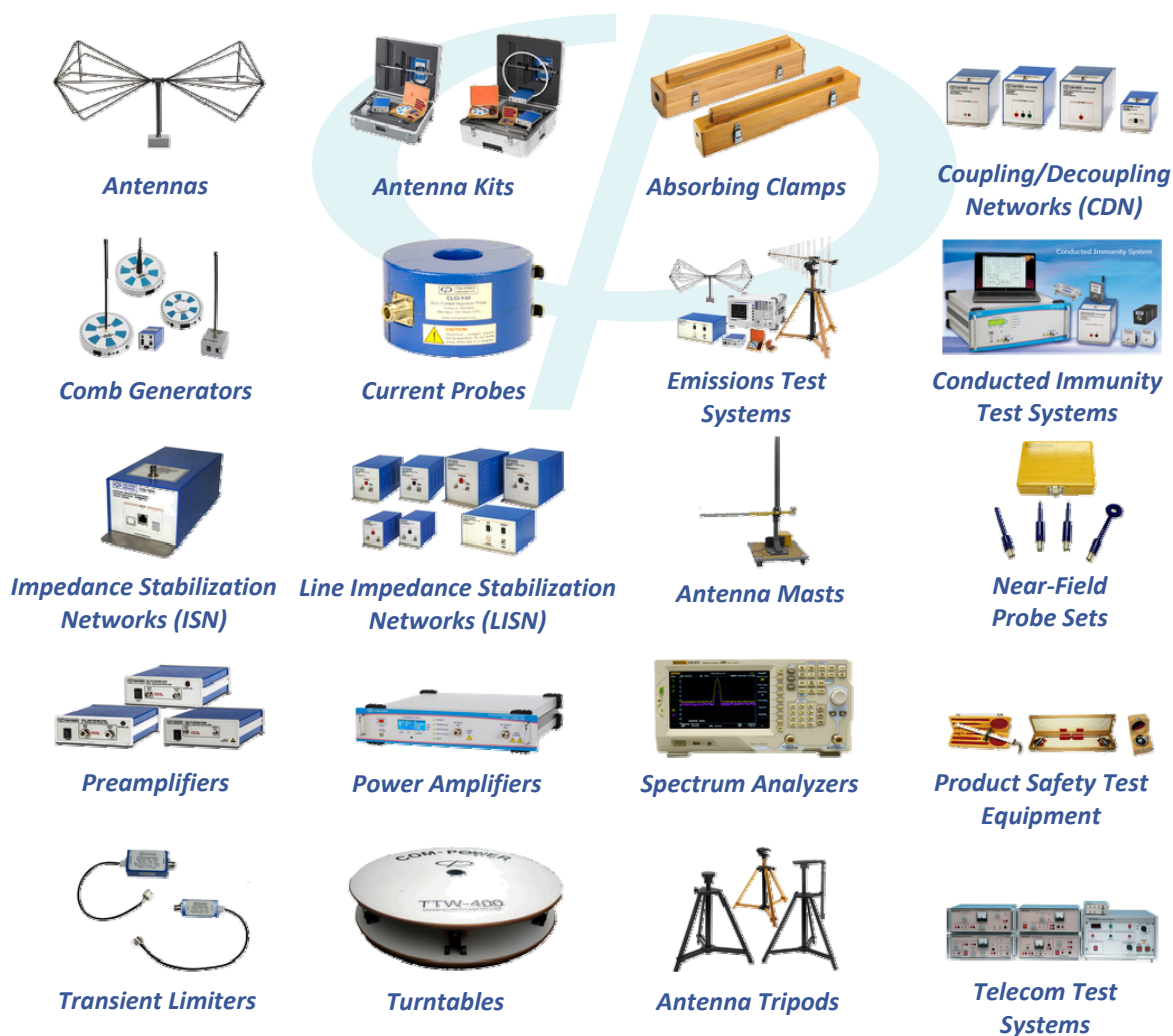 Antennas
Antenna Kits
Absorbing Clamps
Coupling/Decoupling
Networks (CDN)
Conducted Immunity System
CLCI-100
CAUTION:
Comb Generators
Current Probes
Emissions Test
Systems
Conducted Immunity
Test Systems
Impedance Stabilization
Networks (ISN)
Line Impedance Stabilization
Networks (LISN)
Antenna Masts
Near-Field
Probe Sets
Preamplifiers
Power Amplifiers
Spectrum Analyzers
Product Safety Test
Equipment
COM-POWER
TTW-400
Transient Limiters
Turntables
Antenna Tripods
Telecom Test
Systems